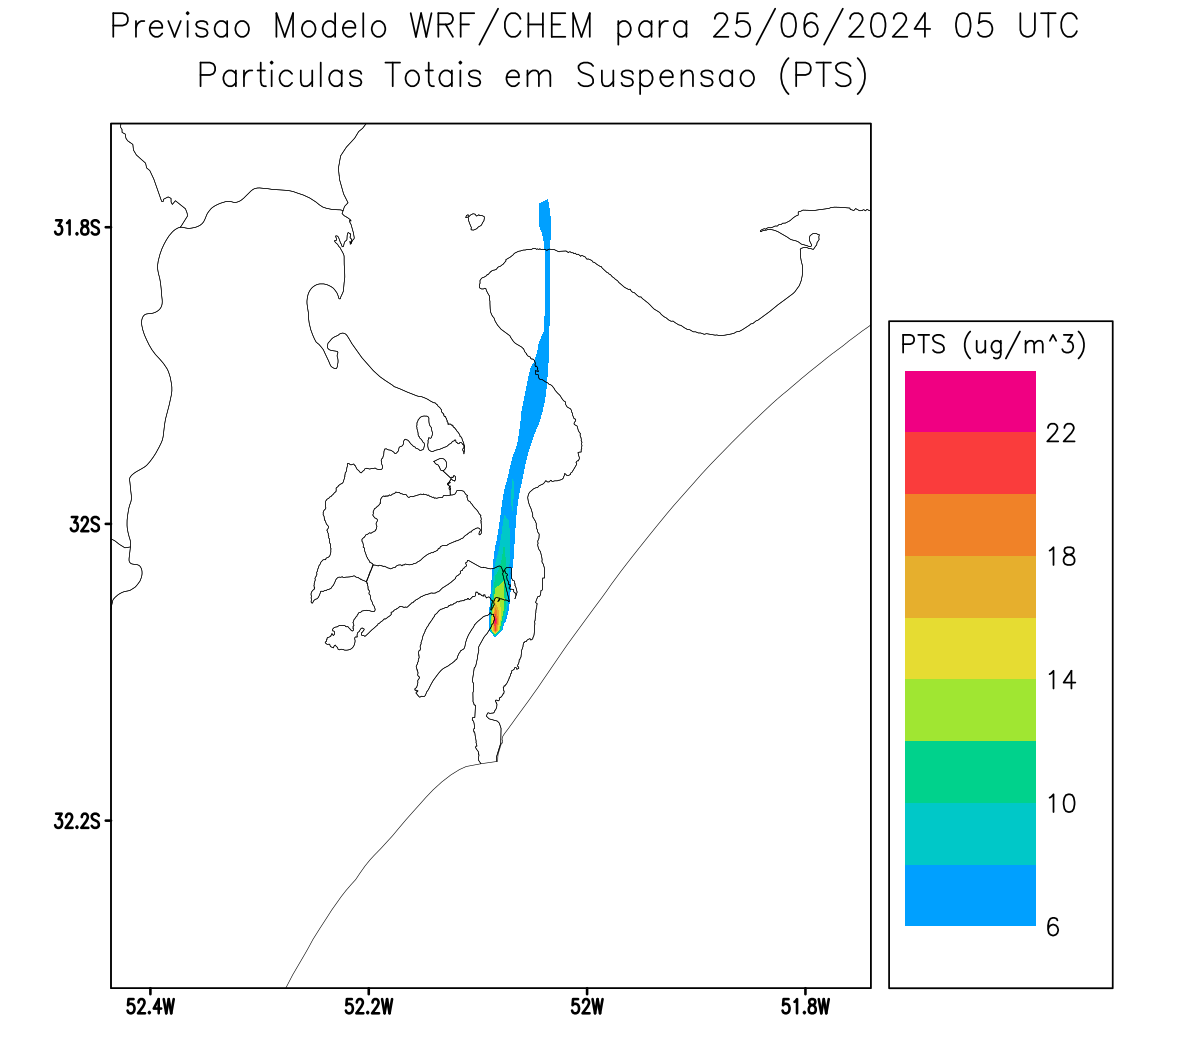 Previsao Modelo WRF/CHEM para 25/06/2024 05 UTC
Particulas Totais em Suspensao (PTS)
31.8S
32S
32.2S
52.4W
52.2W
52W
51.8W
PTS (ug/m^3)
22
18
14
10
6